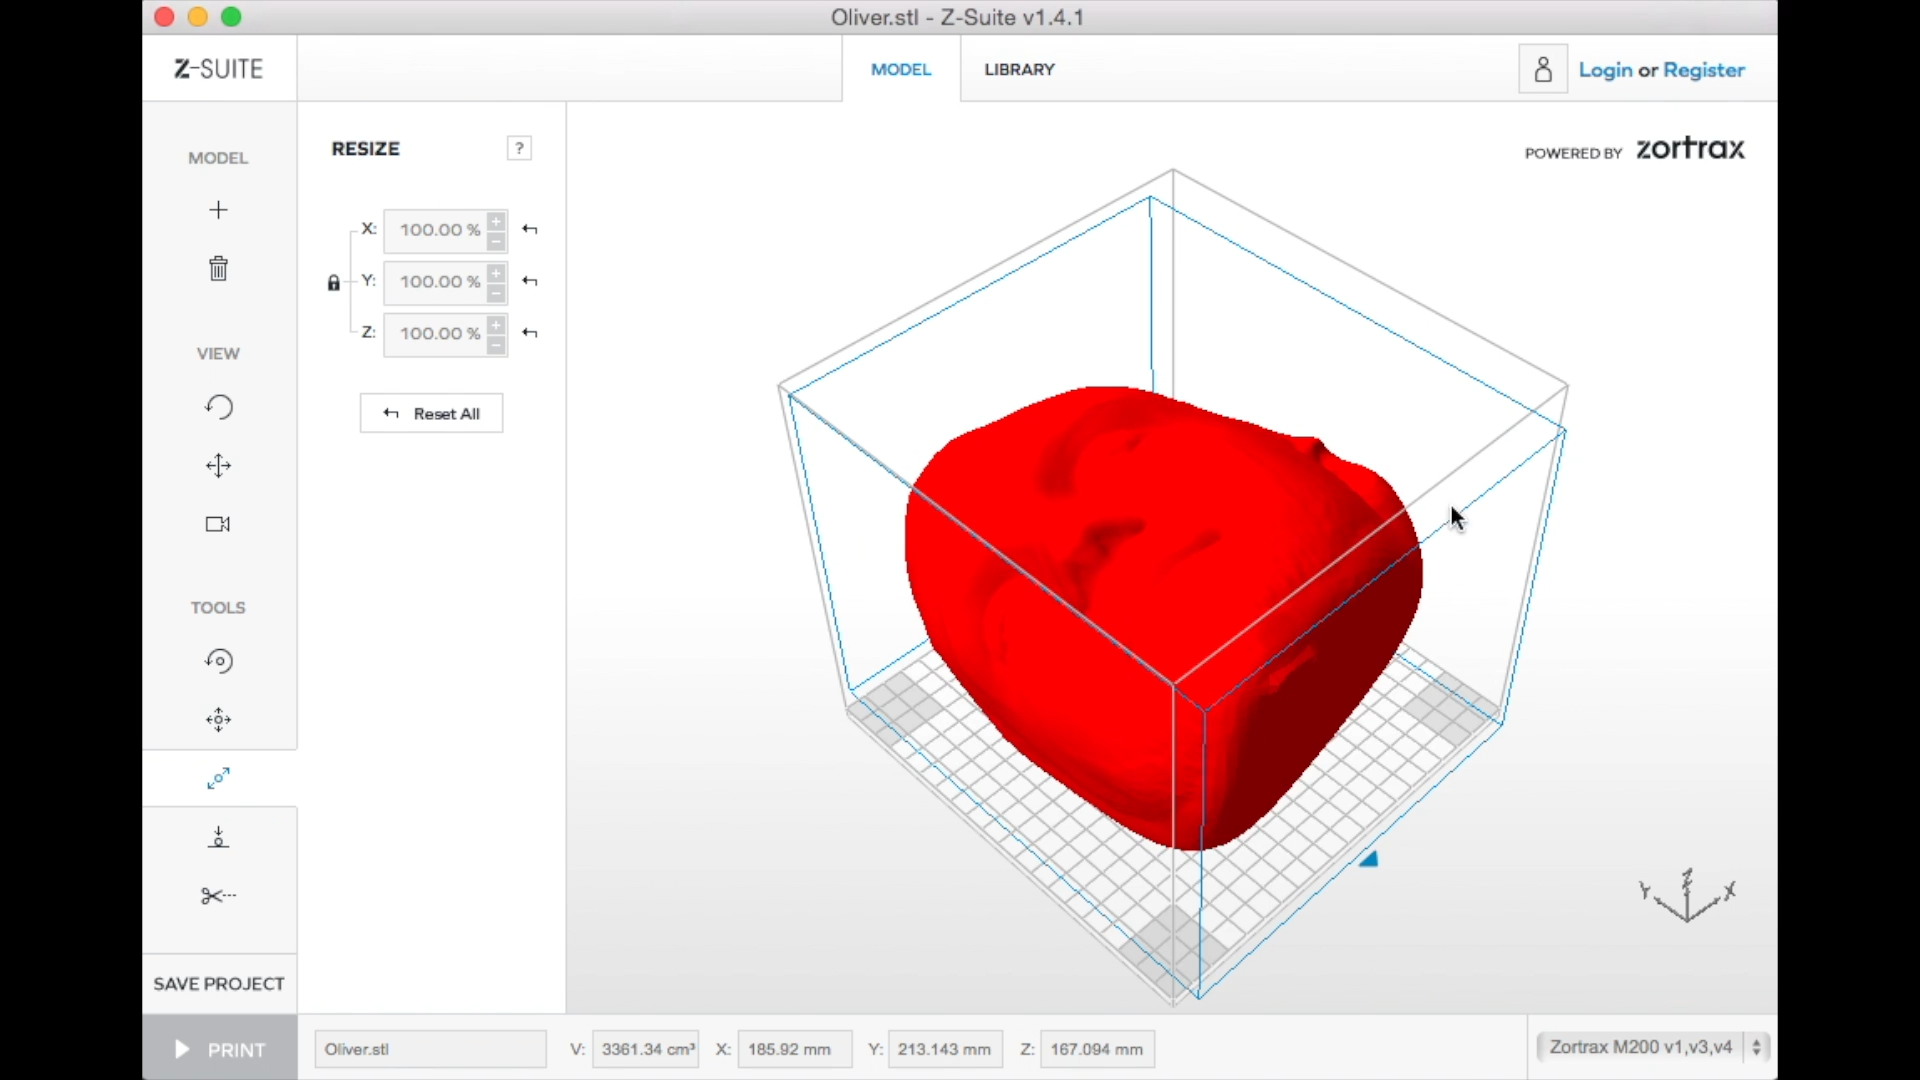 Oliver.stl - Z-Suite v1.4.1
Z-SUITE
MODEL
LIBRARY
Login or Register
MODEL
VIEW
TOOLS
SAVE PROJECT
PRINT
RESIZE
?
X: 100.00 %
Y: 100.00 %
Z: 100.00 %
Reset All
POWERED BY zortrax
Y Z X
Oliver.stl
V: 3361.34 cm³
X: 185.92 mm
Y: 213.143 mm
Z: 167.094 mm
Zortrax M200 v1,v3,v4